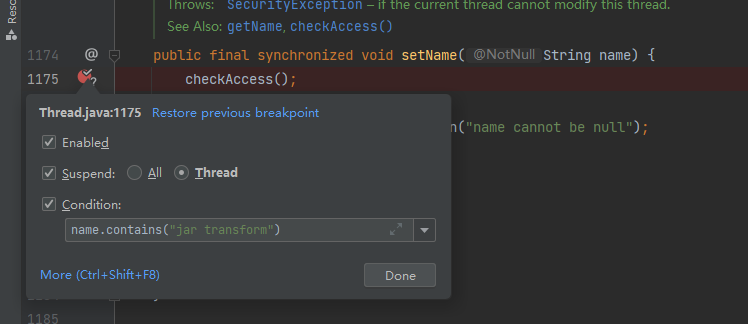 Throws: SecurityException – if the current thread cannot modify this thread.
See Also: getName, checkAccess()
1174 @ public final synchronized void setName( @NotNull String name) {
1175 checkAccess();
Thread.java:1175 Restore previous breakpoint
("name cannot be null");
Enabled
Suspend: All Thread
Condition:
name.contains("jar transform")
More (Ctrl+Shift+F8) Done
1185